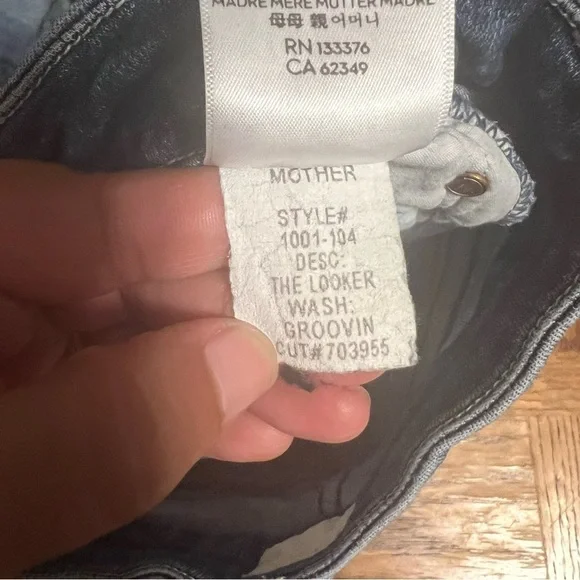 MADRE MERE MUTTER MADRE
母母 親 어머니
RN 133376
CA 62349
MOTHER
STYLE#
1001-104
DESC:
THE LOOKER
WASH:
GROOVIN
CUT#703955